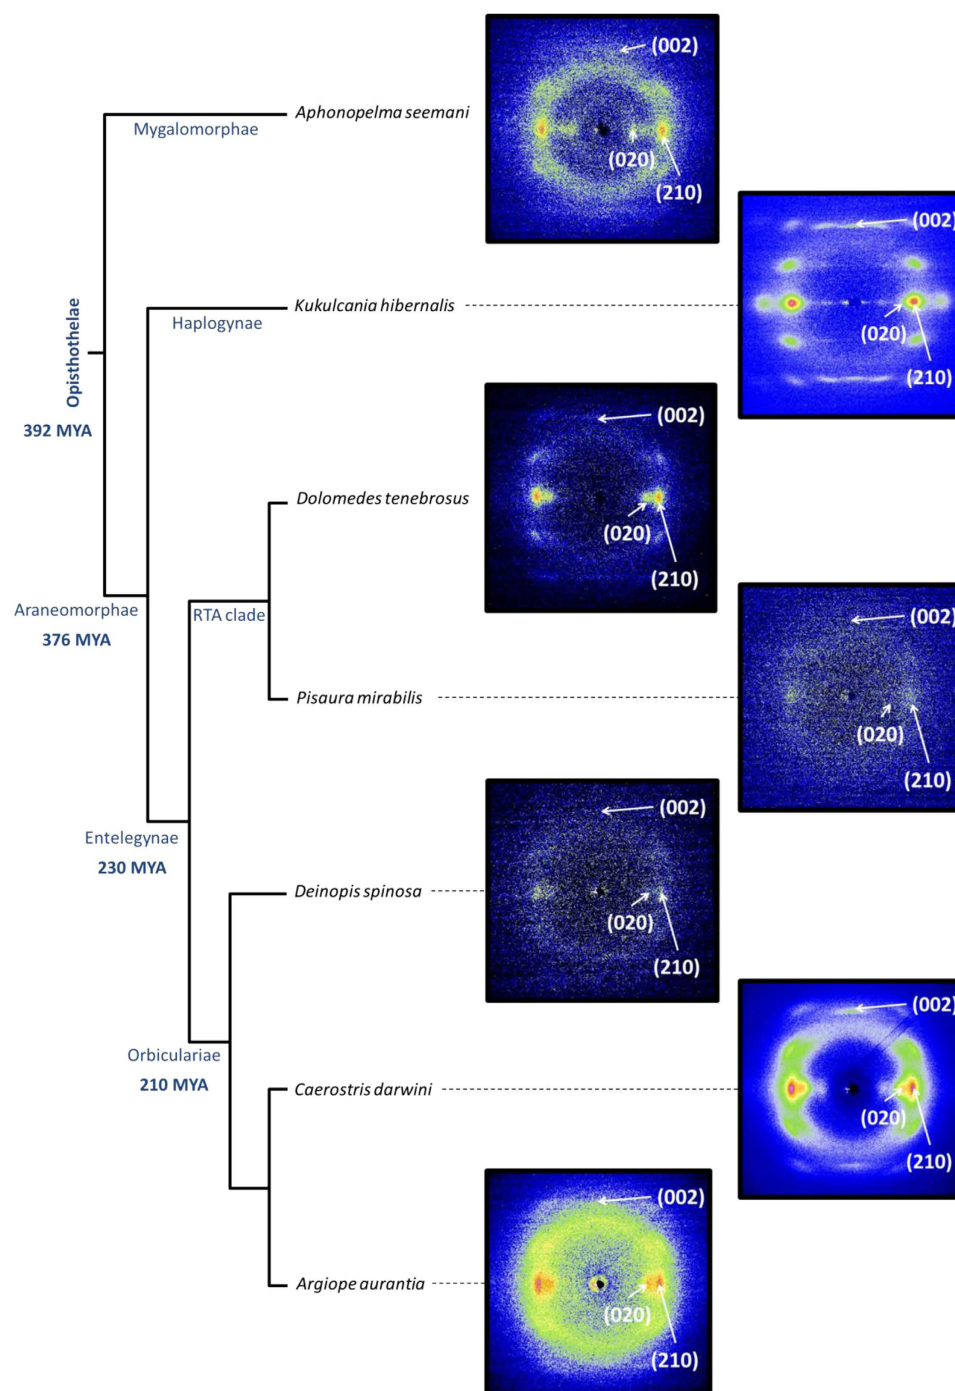 (002)
Aphonopelma seemani
Mygalomorphae
(020)
(210)
(002)
Kukulcania hibernalis
Haplogynae
(020)
(210)
Opisthothelae
392 MYA
(002)
Dolomedes tenebrosus
(020)
(210)
Araneomorphae
376 MYA
RTA clade
(002)
Pisaura mirabilis
(020)
(210)
(002)
Entelegynae
230 MYA
Deinopis spinosa
(020)
(210)
(002)
Orbiculariae
210 MYA
Caerostris darwini
(020)
(210)
(002)
Argiope aurantia
(020)
(210)